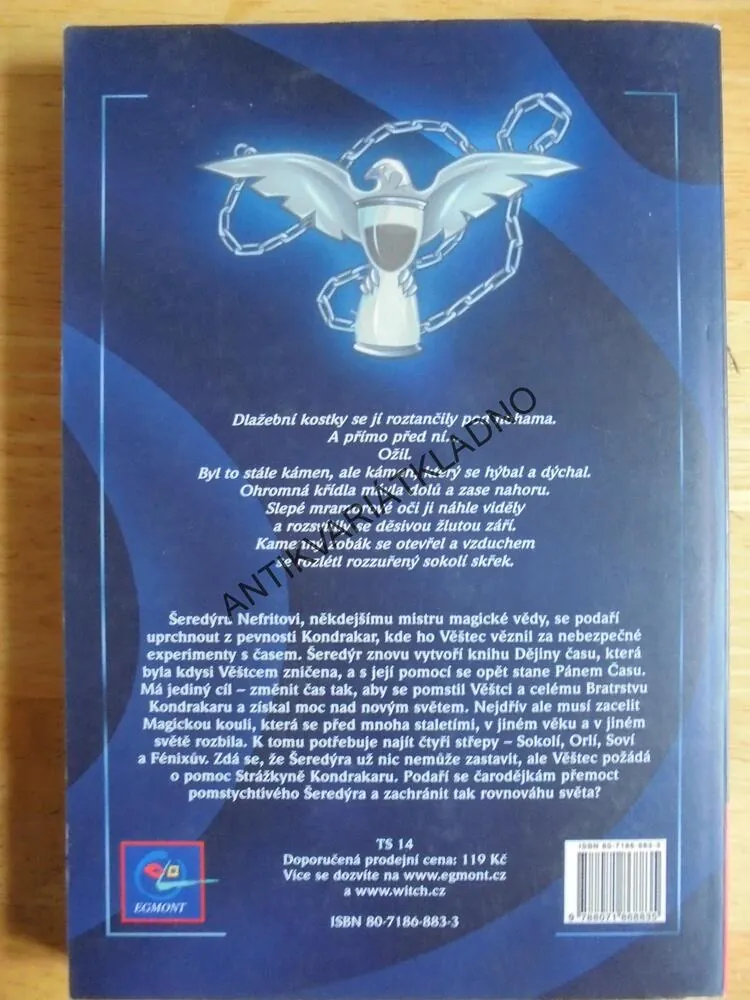 Dlažební kostky se jí roztančily pod nohama.
A přímo před ní...
Ožil.
Byl to stále kámen, ale kámen, který se hýbal a dýchal.
Ohromná křídla mávla dolů a zase nahoru.
Slepé mramorové oči ji náhle viděly
a rozsvítily se děsivou žlutou září.
Kamenný zobák se otevřel a vzduchem
se rozlétl rozzuřený sokolí skřek.
ANTIKVARIÁTKLADNO
Šeredýru Nefritovi, někdejšímu mistru magické vědy, se podaří
uprchnout z pevnosti Kondrakar, kde ho Věštec věznil za nebezpečné
experimenty s časem. Šeredýr znovu vytvoří knihu Dějiny času, která
byla kdysi Věštcem zničena, a s její pomocí se opět stane Pánem Času.
Má jediný cíl – změnit čas tak, aby se pomstil Věštci a celému Bratrstvu
Kondrakaru a získal moc nad novým světem. Nejdřív ale musí zacelit
Magickou kouli, která se před mnoha staletími, v jiném věku a v jiném
světě rozbila. K tomu potřebuje najít čtyři střepy – Sokolí, Orlí, Soví
a Fénixův. Zdá se, že Šeredýra už nic nemůže zastavit, ale Věštec požádá
o pomoc Strážkyně Kondrakaru. Podaří se čarodějkám přemoct
pomstychtivého Šeredýra a zachránit tak rovnováhu světa?
TS 14
Doporučená prodejní cena: 119 Kč
Více se dozvíte na www.egmont.cz
a www.witch.cz
ISBN 80-7186-883-3
EGMONT
ISBN 80-7186-883-3
9 788071 868835